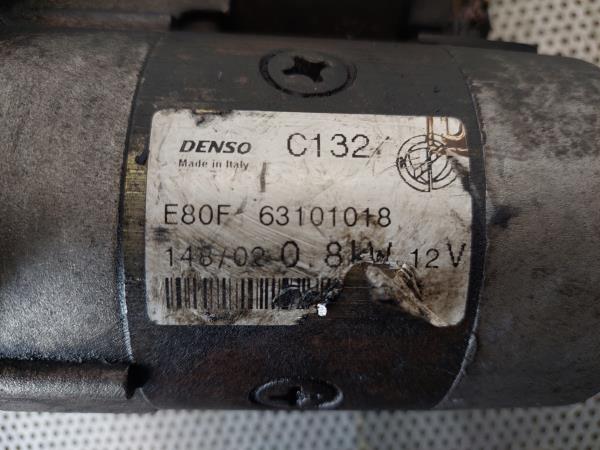 DENSO C132
Made in Italy
E80F 63101018
148/02 0.8kW 12V